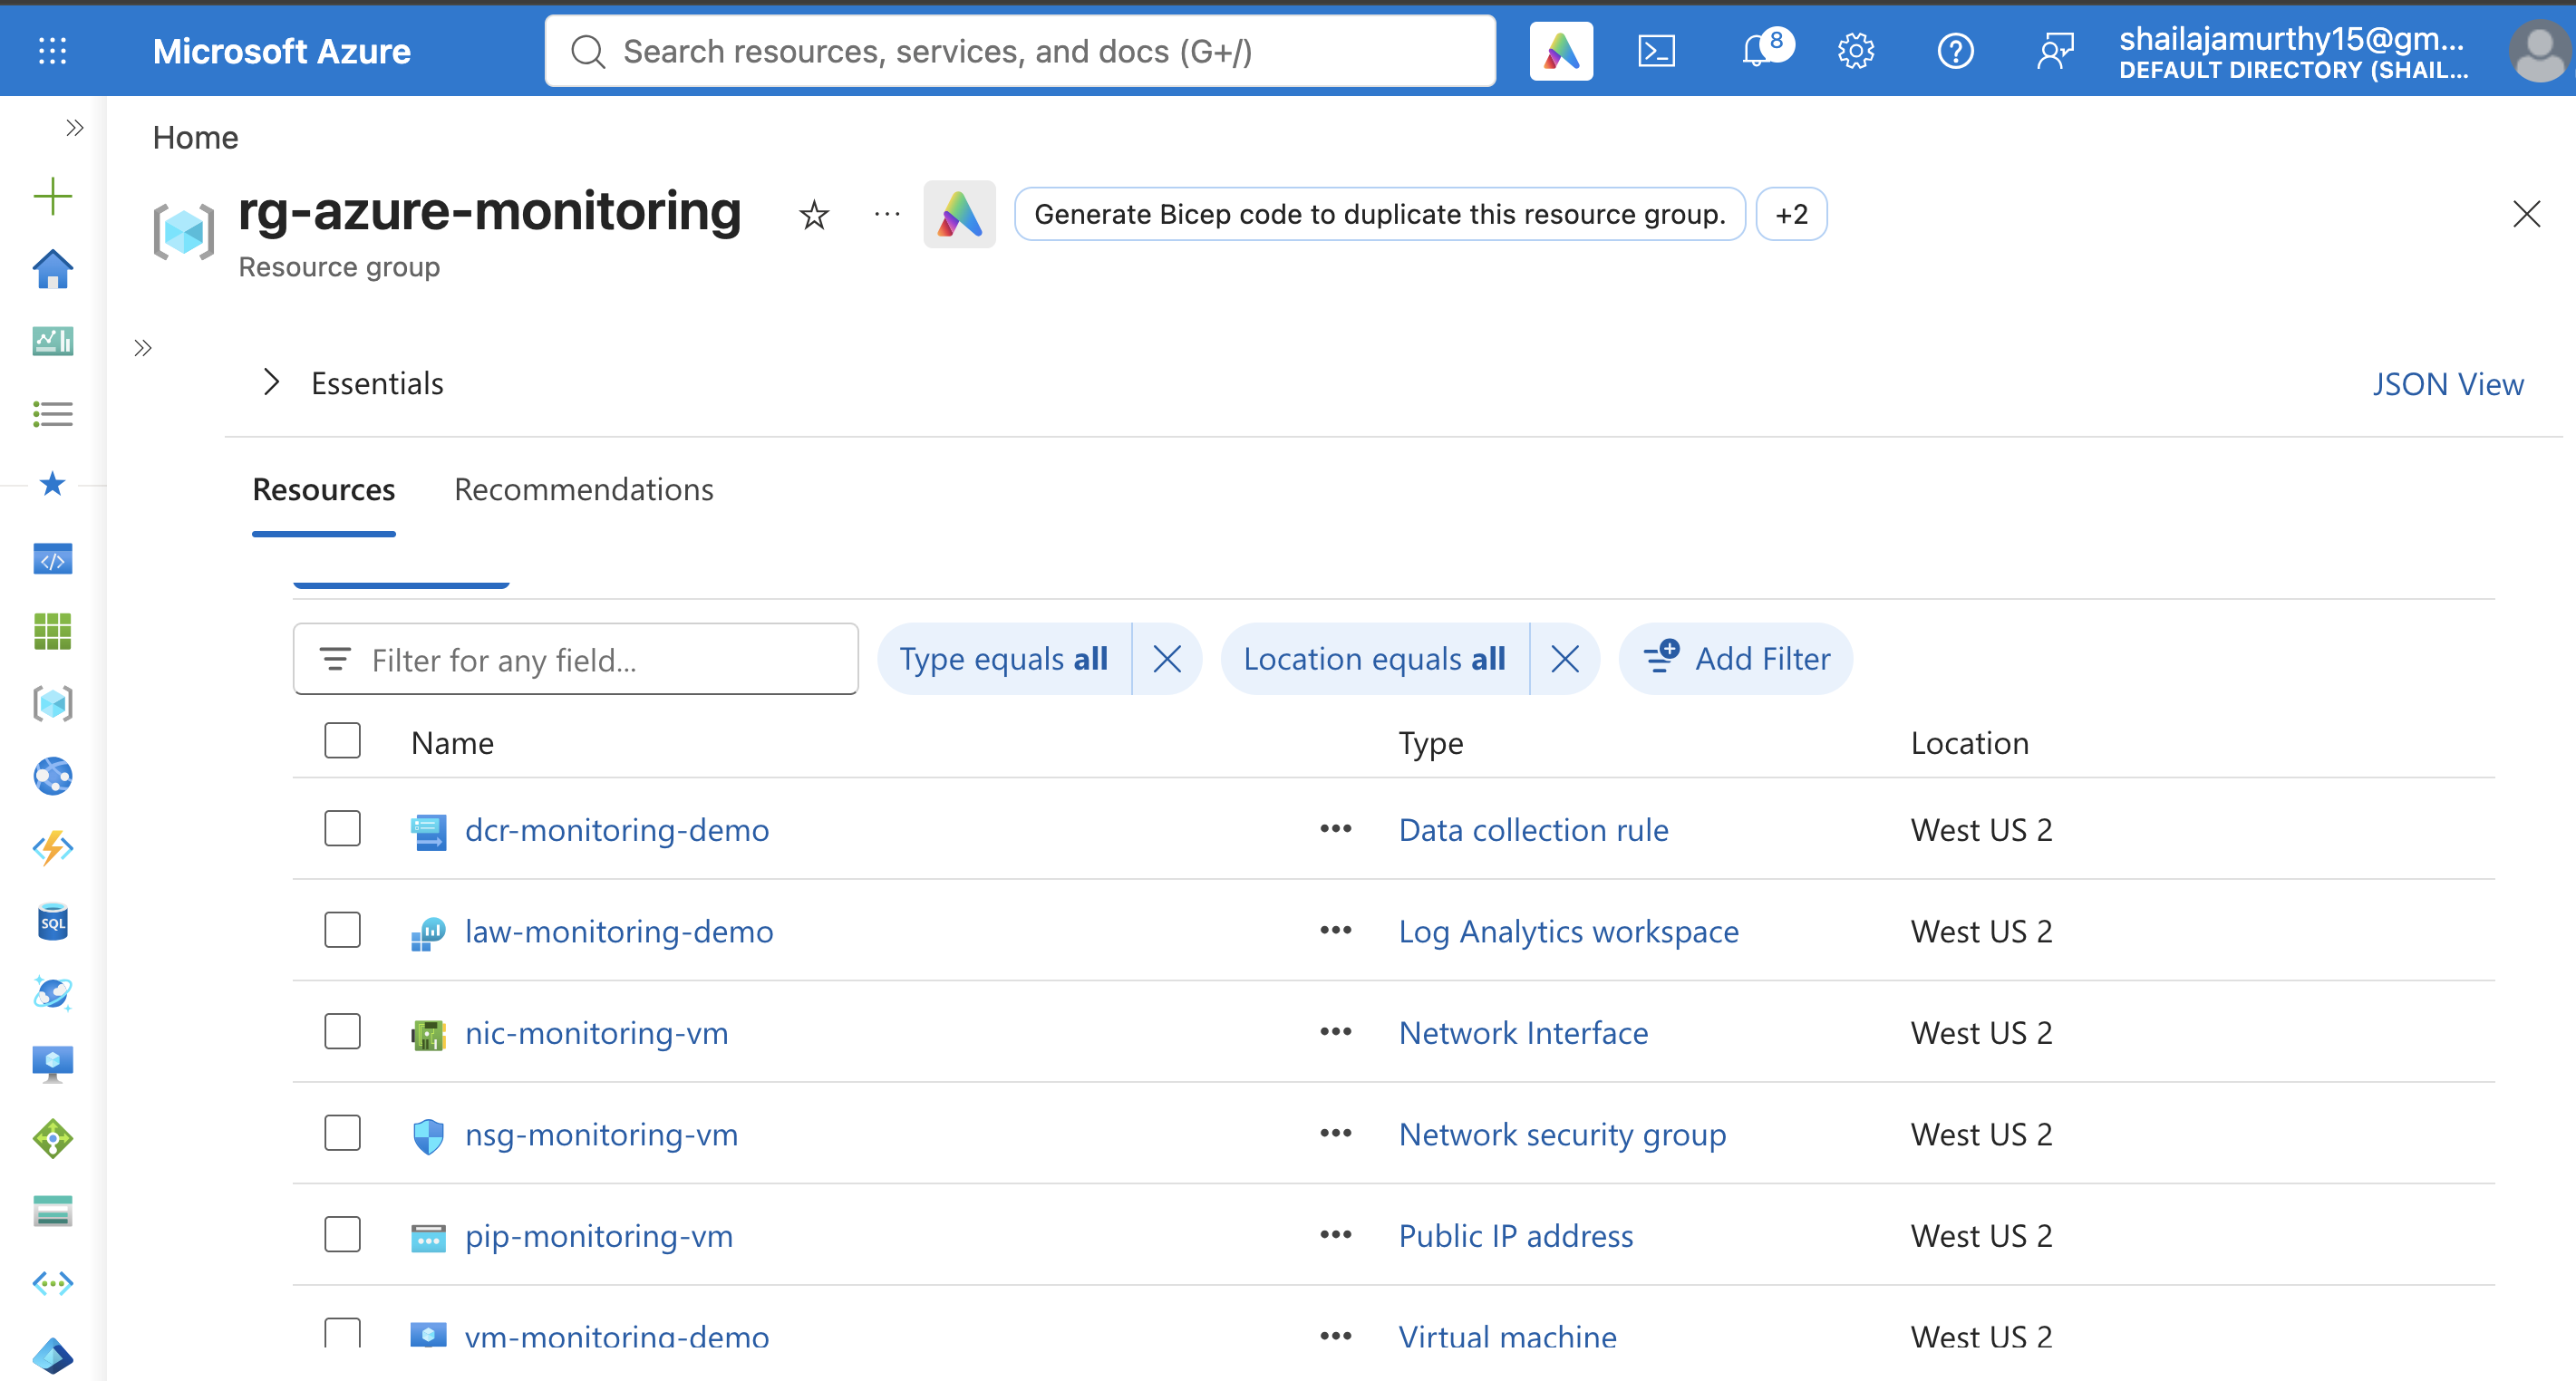 Microsoft Azure
Search resources, services, and docs (G+/)
8
shailajamurthy15@gm...
DEFAULT DIRECTORY (SHAIL...
Home
rg-azure-monitoring
Generate Bicep code to duplicate this resource group.
+2
Resource group
Essentials
JSON View
Resources
Recommendations
Filter for any field...
Type equals all
Location equals all
Add Filter
Name Type Location
dcr-monitoring-demo ••• Data collection rule West US 2
law-monitoring-demo ••• Log Analytics workspace West US 2
nic-monitoring-vm ••• Network Interface West US 2
nsg-monitoring-vm ••• Network security group West US 2
pip-monitoring-vm ••• Public IP address West US 2
vm-monitoring-demo ••• Virtual machine West US 2
SQL